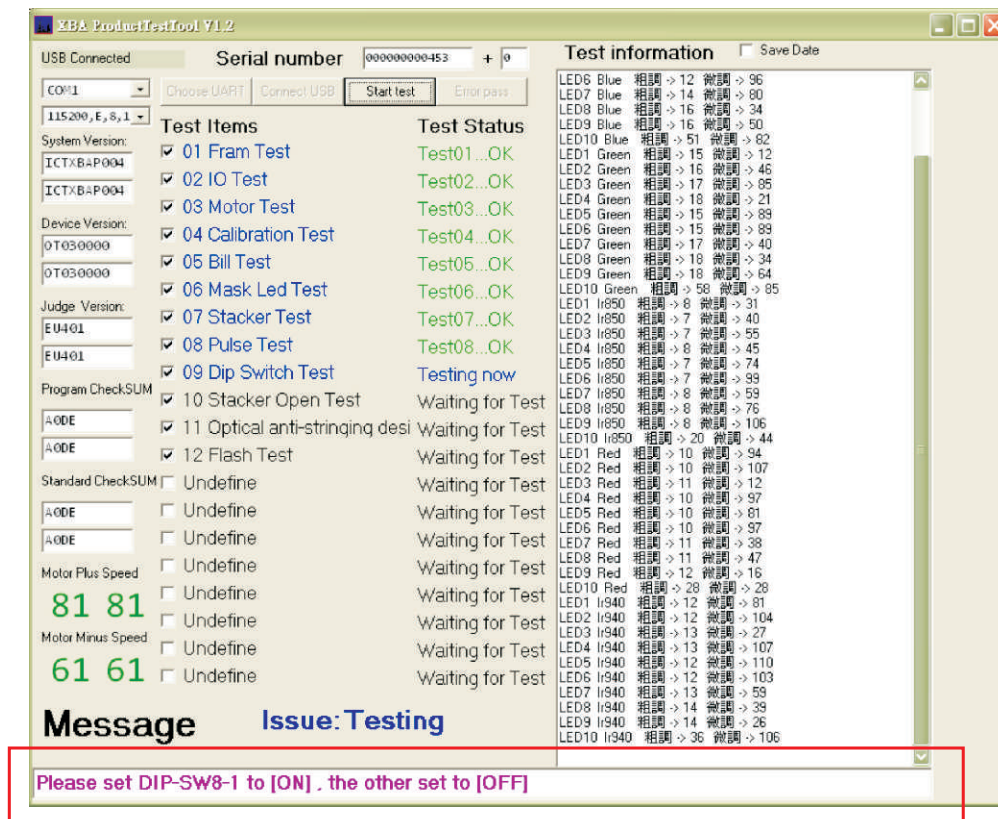 XBA ProductTestTool V1.2
USB Connected
Serial number 000000000453 + 0
COM1
Choose UART Connect USB Start test Error pass
115200,E,8,1
System Version:
ICTXBAP004
ICTXBAP004
Device Version:
OT030000
OT030000
Judge Version:
EU401
EU401
Program CheckSUM
A0DE
A0DE
Standard CheckSUM
A0DE
A0DE
Motor Plus Speed
81 81
Motor Minus Speed
61 61
Test Items Test Status
01 Fram Test Test01...OK
02 IO Test Test02...OK
03 Motor Test Test03...OK
04 Calibration Test Test04...OK
05 Bill Test Test05...OK
06 Mask Led Test Test06...OK
07 Stacker Test Test07...OK
08 Pulse Test Test08...OK
09 Dip Switch Test Testing now
10 Stacker Open Test Waiting for Test
11 Optical anti-stringing desi Waiting for Test
12 Flash Test Waiting for Test
Undefine Waiting for Test
Undefine Waiting for Test
Undefine Waiting for Test
Undefine Waiting for Test
Undefine Waiting for Test
Undefine Waiting for Test
Undefine Waiting for Test
Undefine Waiting for Test
Test information Save Date
LED6 Blue 粗調 -> 12 微調 -> 96
LED7 Blue 粗調 -> 14 微調 -> 80
LED8 Blue 粗調 -> 16 微調 -> 34
LED9 Blue 粗調 -> 16 微調 -> 50
LED10 Blue 粗調 -> 51 微調 -> 82
LED1 Green 粗調 -> 15 微調 -> 12
LED2 Green 粗調 -> 16 微調 -> 46
LED3 Green 粗調 -> 17 微調 -> 85
LED4 Green 粗調 -> 18 微調 -> 21
LED5 Green 粗調 -> 15 微調 -> 89
LED6 Green 粗調 -> 15 微調 -> 89
LED7 Green 粗調 -> 17 微調 -> 40
LED8 Green 粗調 -> 18 微調 -> 34
LED9 Green 粗調 -> 18 微調 -> 64
LED10 Green 粗調 -> 58 微調 -> 85
LED1 Ir850 粗調 -> 8 微調 -> 31
LED2 Ir850 粗調 -> 7 微調 -> 40
LED3 Ir850 粗調 -> 7 微調 -> 55
LED4 Ir850 粗調 -> 8 微調 -> 45
LED5 Ir850 粗調 -> 7 微調 -> 74
LED6 Ir850 粗調 -> 7 微調 -> 99
LED7 Ir850 粗調 -> 8 微調 -> 59
LED8 Ir850 粗調 -> 8 微調 -> 76
LED9 Ir850 粗調 -> 8 微調 -> 106
LED10 Ir850 粗調 -> 20 微調 -> 44
LED1 Red 粗調 -> 10 微調 -> 94
LED2 Red 粗調 -> 10 微調 -> 107
LED3 Red 粗調 -> 11 微調 -> 12
LED4 Red 粗調 -> 10 微調 -> 97
LED5 Red 粗調 -> 10 微調 -> 81
LED6 Red 粗調 -> 10 微調 -> 97
LED7 Red 粗調 -> 11 微調 -> 38
LED8 Red 粗調 -> 11 微調 -> 47
LED9 Red 粗調 -> 12 微調 -> 16
LED10 Red 粗調 -> 28 微調 -> 28
LED1 Ir940 粗調 -> 12 微調 -> 81
LED2 Ir940 粗調 -> 12 微調 -> 104
LED3 Ir940 粗調 -> 13 微調 -> 27
LED4 Ir940 粗調 -> 13 微調 -> 107
LED5 Ir940 粗調 -> 12 微調 -> 110
LED6 Ir940 粗調 -> 12 微調 -> 103
LED7 Ir940 粗調 -> 13 微調 -> 59
LED8 Ir940 粗調 -> 14 微調 -> 39
LED9 Ir940 粗調 -> 14 微調 -> 26
LED10 Ir940 粗調 -> 36 微調 -> 106
Message Issue:Testing
Please set DIP-SW8-1 to [ON] , the other set to [OFF]